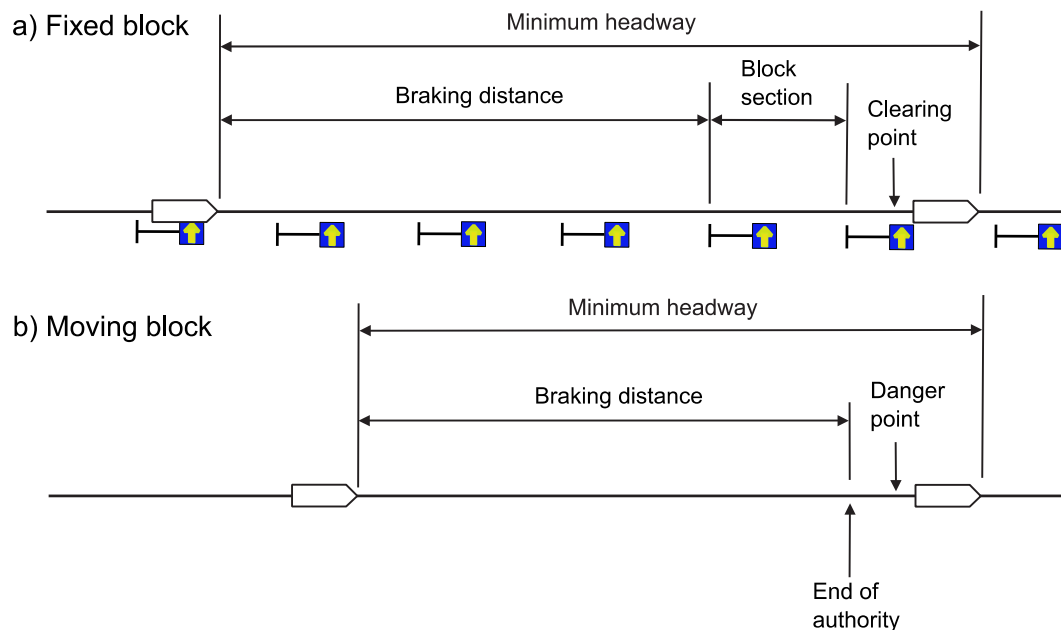 a) Fixed block
Minimum headway
Braking distance
Block
section
Clearing
point
b) Moving block
Minimum headway
Braking distance
Danger
point
End of
authority